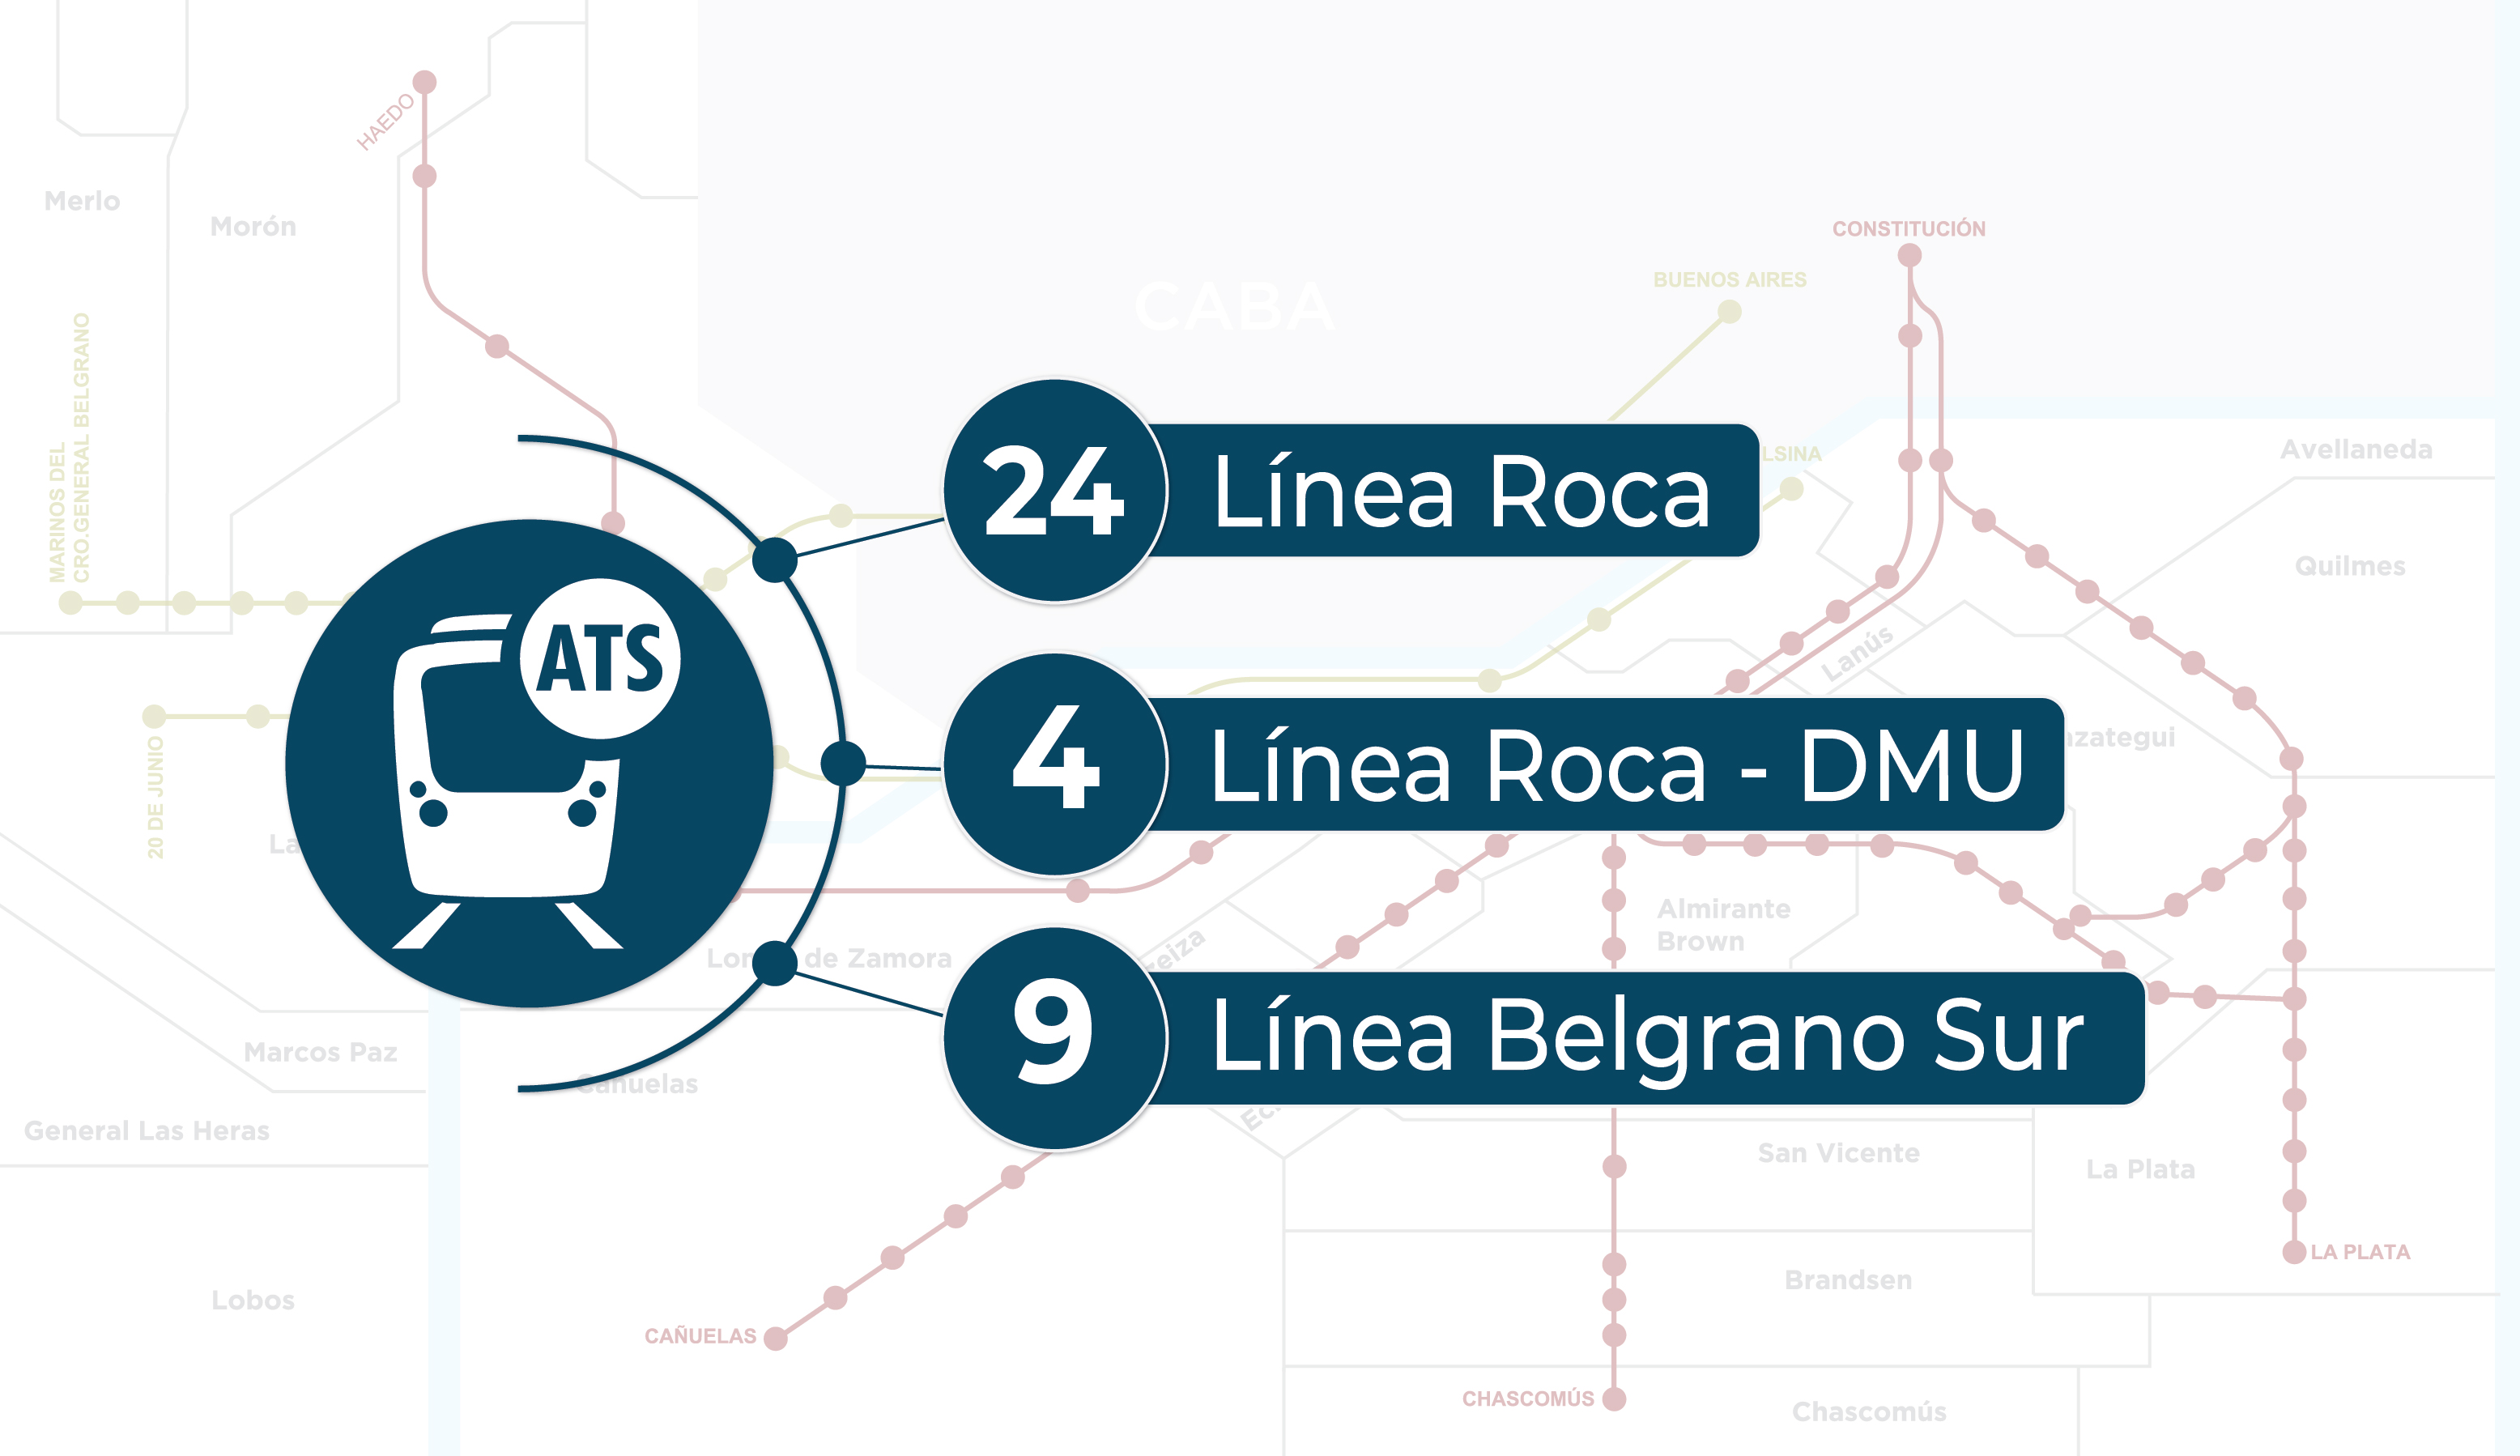 HAEDO
Merlo
Morón
CONSTITUCIÓN
BUENOS AIRES
CABA
MARINOS DEL
CRO.GENERAL BELGRANO
LSINA
Avellaneda
24
Línea Roca
Quilmes
ATS
Lanús
20 DE JUNIO
4
Línea Roca - DMU
zategui
La
Almirante
Brown
Lomas de Zamora
eiza
9
Línea Belgrano Sur
Marcos Paz
Cañuelas
General Las Heras
San Vicente
La Plata
LA PLATA
Brandsen
Lobos
CAÑUELAS
CHASCOMÚS
Chascomús